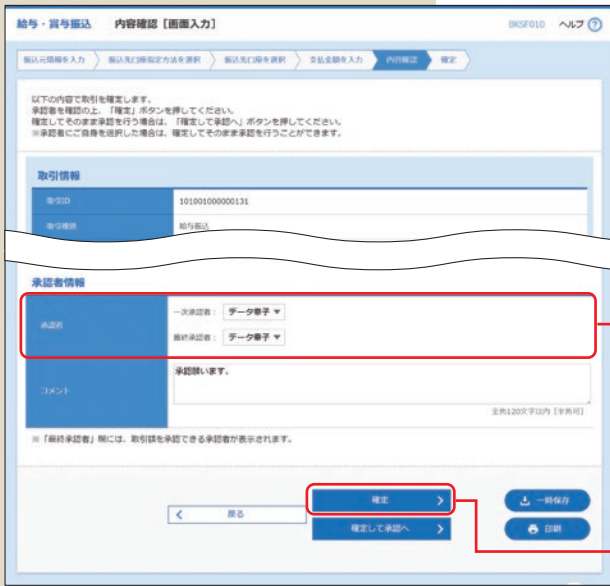 給与・賞与振込 内容確認［画面入力］
BKSF010 ヘルプ ?
振込元情報を入力 振込先口座指定方法を選択 振込先口座を選択 支払金額を入力 内容確認 確定
以下の内容で取引を確定します。
承認者を確認の上、「確定」ボタンを押してください。
確定してそのまま承認を行う場合は、「確定して承認へ」ボタンを押してください。
※承認者にご自身を選択した場合は、確定してそのまま承認を行うことができます。
取引情報
取引ID 101001000000131
取引種別 給与振込
承認者情報
承認者
一次承認者： データ幸子 ▼
最終承認者： データ幸子 ▼
コメント
承認願います。
全角120文字以内［半角可］
※「最終承認者」欄には、取引額を承認できる承認者が表示されます。
確定
一時保存
戻る
確定して承認へ
印刷